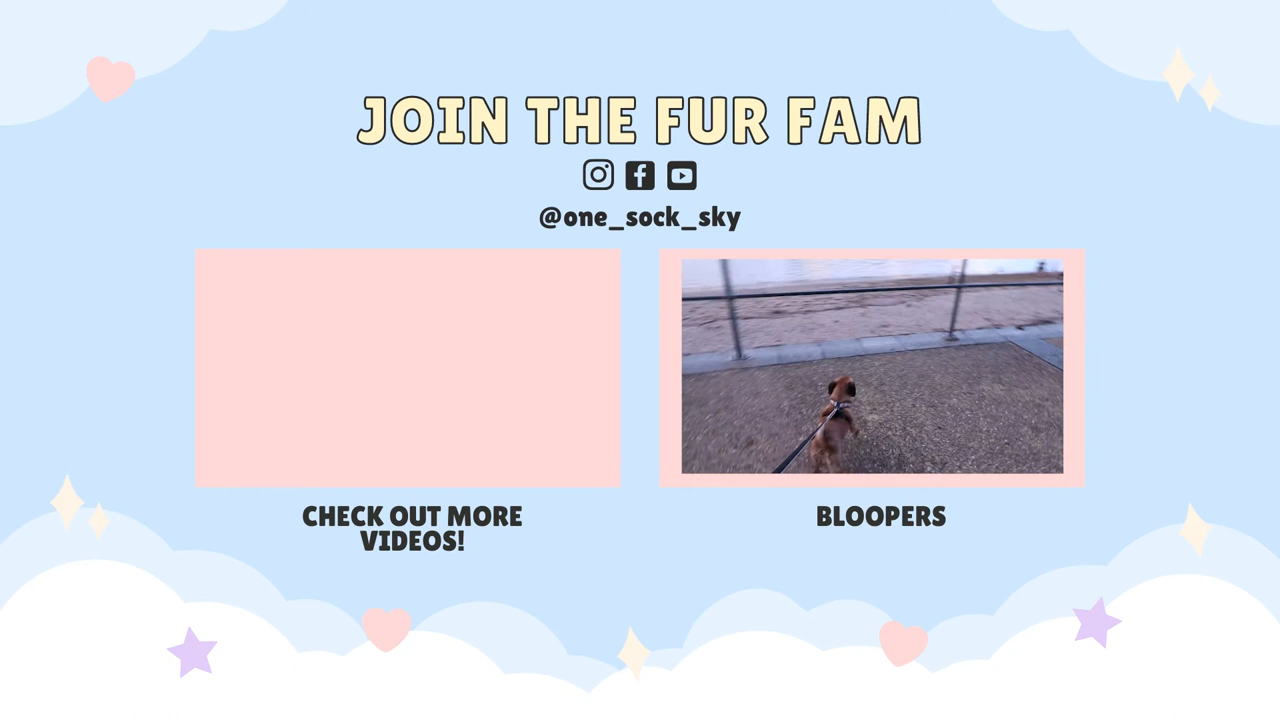 JOIN THE FUR FAM
@one_sock_sky
CHECK OUT MORE
VIDEOS!
BLOOPERS